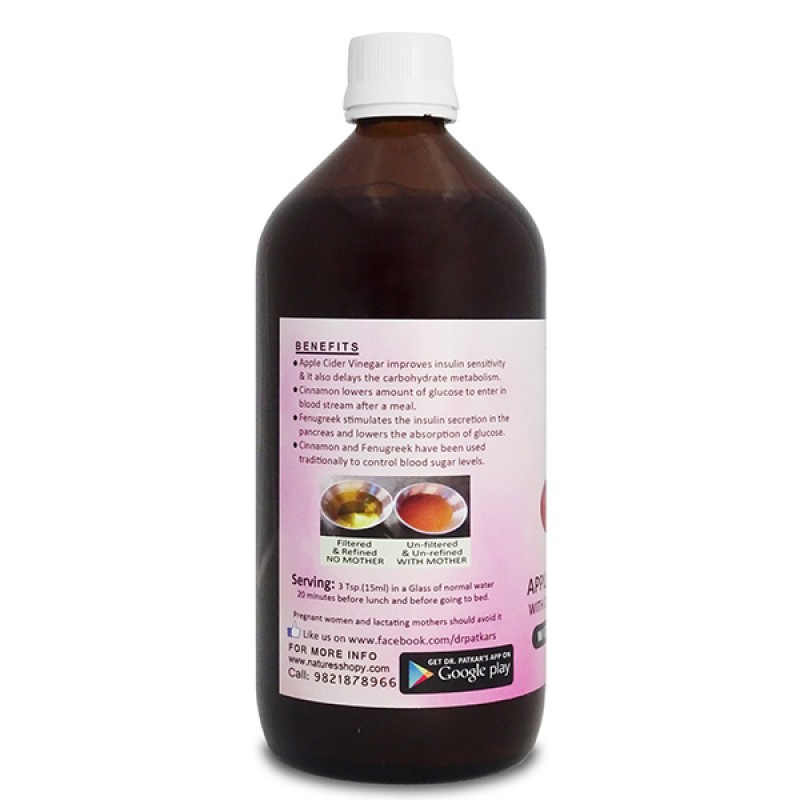 BENEFITS
• Apple Cider Vinegar improves insulin sensitivity
& it also delays the carbohydrate metabolism.
• Cinnamon lowers amount of glucose to enter in
blood stream after a meal.
• Fenugreek stimulates the insulin secretion in the
pancreas and lowers the absorption of glucose.
• Cinnamon and Fenugreek have been used
traditionally to control blood sugar levels.
Filtered
& Refined
NO MOTHER
Un-filtered
& Un-refined
WITH MOTHER
Serving: 3 Tsp.(15ml) in a Glass of normal water
20 minutes before lunch and before going to bed.
Pregnant women and lactating mothers should avoid it
Like us on www.facebook.com/drpatkars
FOR MORE INFO
www.naturesshopy.com
Call: 9821878966
GET DR. PATKAR'S APP ON
Google play
WITH